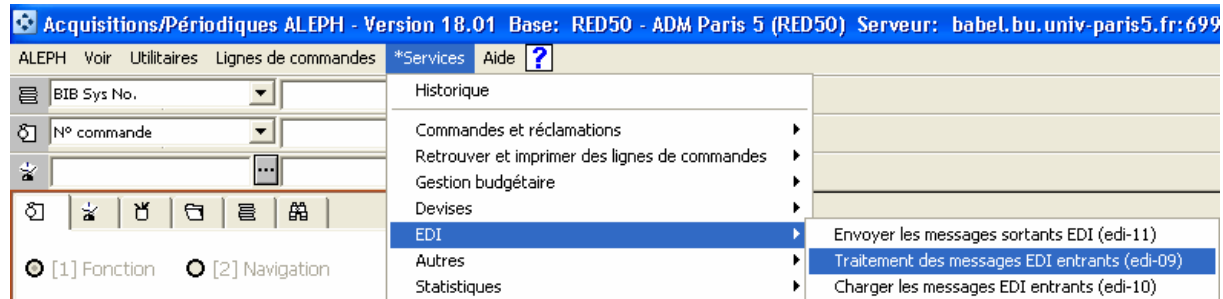 Acquisitions/Périodiques ALEPH - Version 18.01 Base: RED50 - ADM Paris 5 (RED50) Serveur: babel.bu.univ-paris5.fr:699
ALEPH Voir Utilitaires Lignes de commandes *Services Aide ?
BIB Sys No.
Historique
N° commande
Commandes et réclamations
Retrouver et imprimer des lignes de commandes
...
Gestion budgétaire
Devises
EDI
Envoyer les messages sortants EDI (edi-11)
[1] Fonction [2] Navigation
Autres
Traitement des messages EDI entrants (edi-09)
Statistiques
Charger les messages EDI entrants (edi-10)